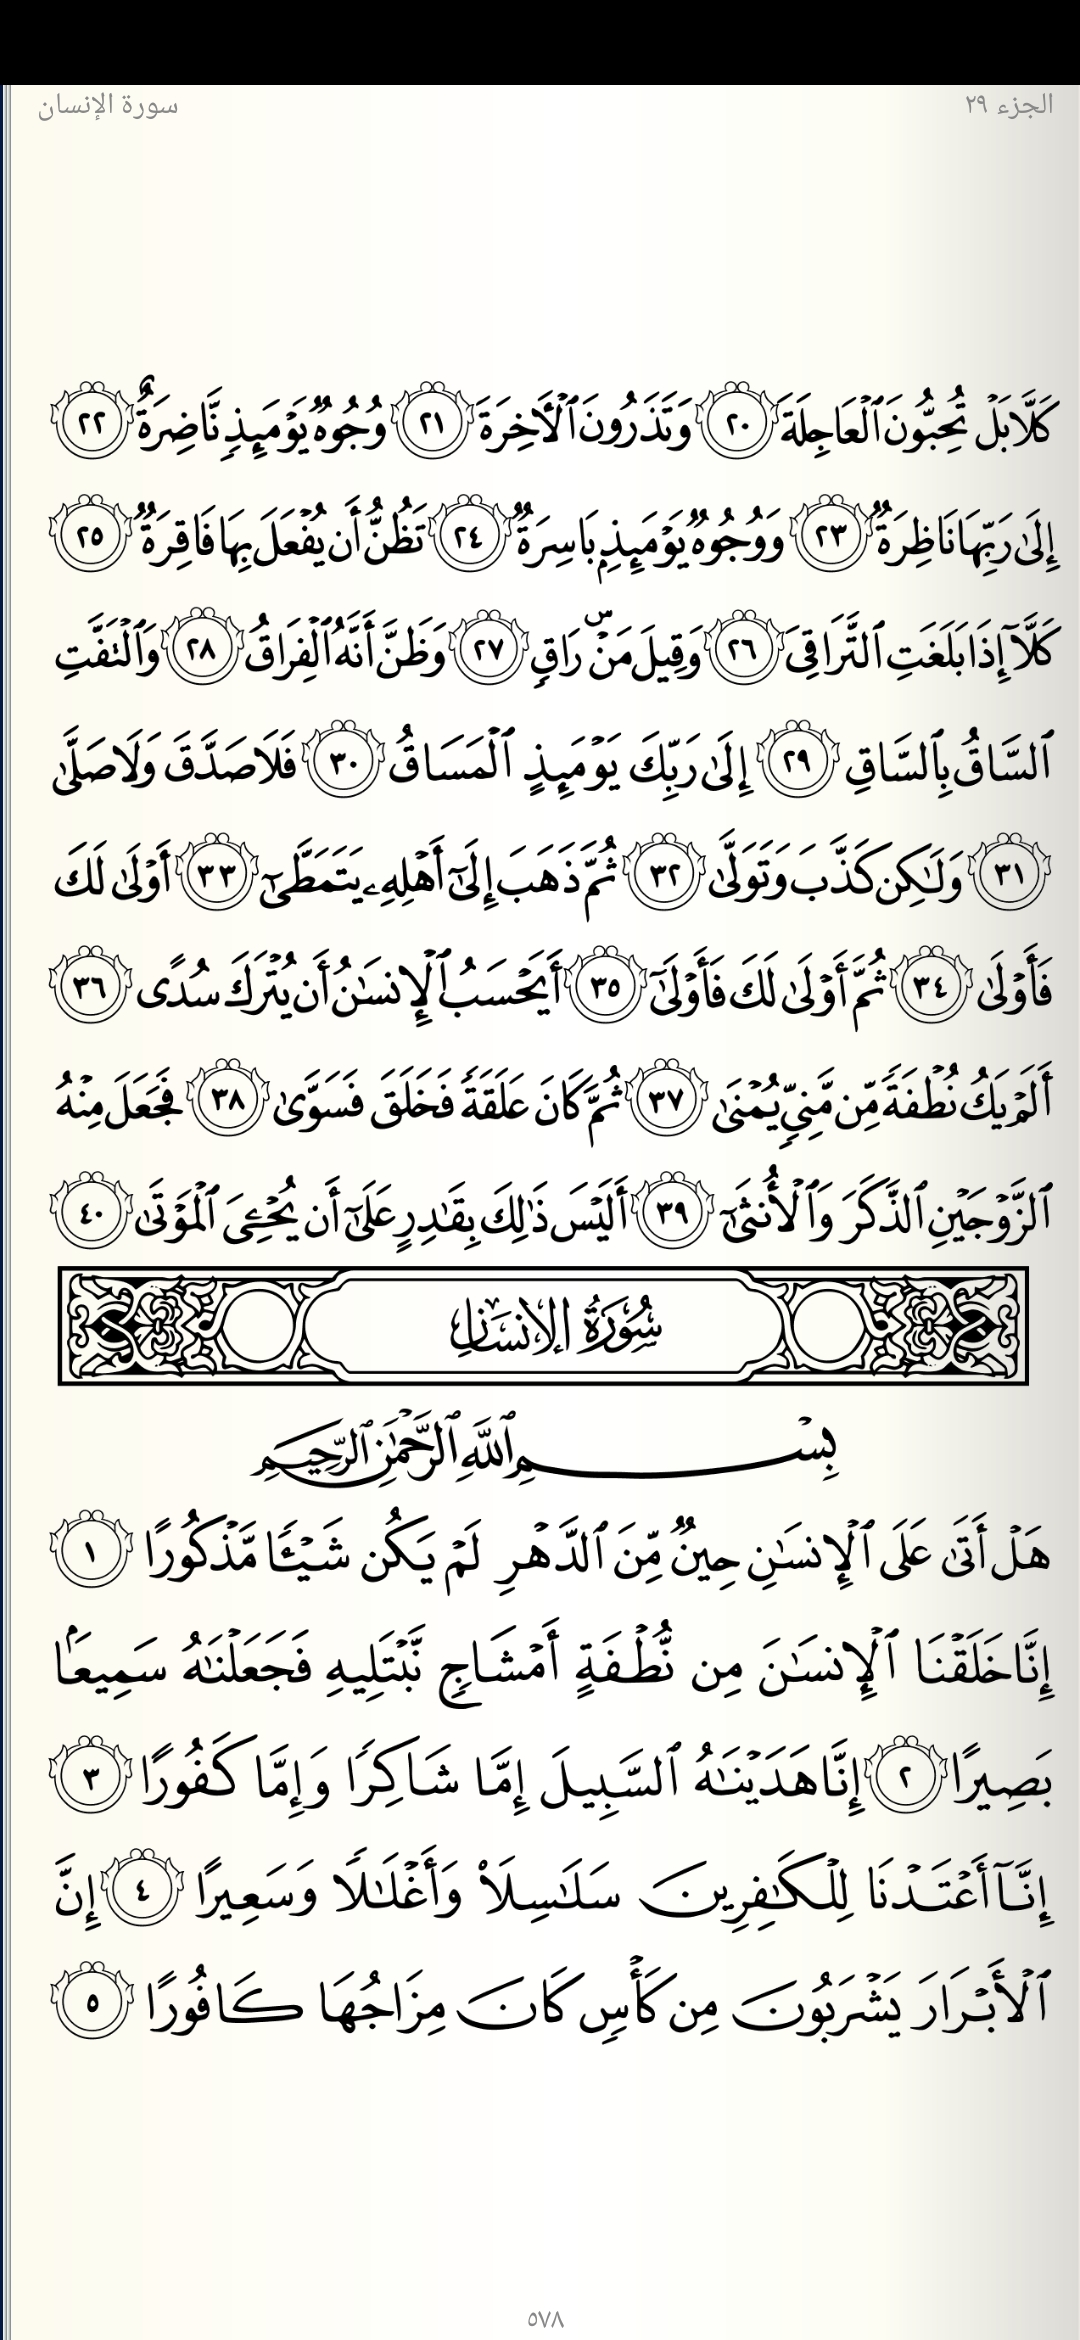 الجزء ٢٩
سورة الإنسان
كَلَّا بَلۡ تُحِبُّونَ ٱلۡعَاجِلَةَ ٢٠ وَتَذَرُونَ ٱلۡأٓخِرَةَ ٢١ وُجُوهٞ يَوۡمَئِذٖ نَّاضِرَةٌ ٢٢
إِلَىٰ رَبِّهَا نَاظِرَةٞ ٢٣ وَوُجُوهٞ يَوۡمَئِذِۭ بَاسِرَةٞ ٢٤ تَظُنُّ أَن يُفۡعَلَ بِهَا فَاقِرَةٞ ٢٥
كَلَّآ إِذَا بَلَغَتِ ٱلتَّرَاقِيَ ٢٦ وَقِيلَ مَنۡۜ رَاقٖ ٢٧ وَظَنَّ أَنَّهُ ٱلۡفِرَاقُ ٢٨ وَٱلۡتَفَّتِ
ٱلسَّاقُ بِٱلسَّاقِ ٢٩ إِلَىٰ رَبِّكَ يَوۡمَئِذٍ ٱلۡمَسَاقُ ٣٠ فَلَا صَدَّقَ وَلَا صَلَّىٰ
٣١ وَلَٰكِن كَذَّبَ وَتَوَلَّىٰ ٣٢ ثُمَّ ذَهَبَ إِلَىٰٓ أَهۡلِهِۦ يَتَمَطَّىٰٓ ٣٣ أَوۡلَىٰ لَكَ
فَأَوۡلَىٰ ٣٤ ثُمَّ أَوۡلَىٰ لَكَ فَأَوۡلَىٰٓ ٣٥ أَيَحۡسَبُ ٱلۡإِنسَٰنُ أَن يُتۡرَكَ سُدًى ٣٦
أَلَمۡ يَكُ نُطۡفَةٗ مِّن مَّنِيّٖ يُمۡنَىٰ ٣٧ ثُمَّ كَانَ عَلَقَةٗ فَخَلَقَ فَسَوَّىٰ ٣٨ فَجَعَلَ مِنۡهُ
ٱلزَّوۡجَيۡنِ ٱلذَّكَرَ وَٱلۡأُنثَىٰٓ ٣٩ أَلَيۡسَ ذَٰلِكَ بِقَٰدِرٍ عَلَىٰٓ أَن يُحۡـِۧيَ ٱلۡمَوۡتَىٰ ٤٠
سُورَةُ الإِنسَانِ
بِسۡمِ ٱللَّهِ ٱلرَّحۡمَٰنِ ٱلرَّحِيمِ
هَلۡ أَتَىٰ عَلَى ٱلۡإِنسَٰنِ حِينٞ مِّنَ ٱلدَّهۡرِ لَمۡ يَكُن شَيۡـٔٗا مَّذۡكُورًا ١
إِنَّا خَلَقۡنَا ٱلۡإِنسَٰنَ مِن نُّطۡفَةٍ أَمۡشَاجٖ نَّبۡتَلِيهِ فَجَعَلۡنَٰهُ سَمِيعَۢا
بَصِيرًا ٢ إِنَّا هَدَيۡنَٰهُ ٱلسَّبِيلَ إِمَّا شَاكِرٗا وَإِمَّا كَفُورًا ٣
إِنَّآ أَعۡتَدۡنَا لِلۡكَٰفِرِينَ سَلَٰسِلَاْ وَأَغۡلَٰلٗا وَسَعِيرًا ٤ إِنَّ
ٱلۡأَبۡرَارَ يَشۡرَبُونَ مِن كَأۡسٖ كَانَ مِزَاجُهَا كَافُورًا ٥
٥٧٨